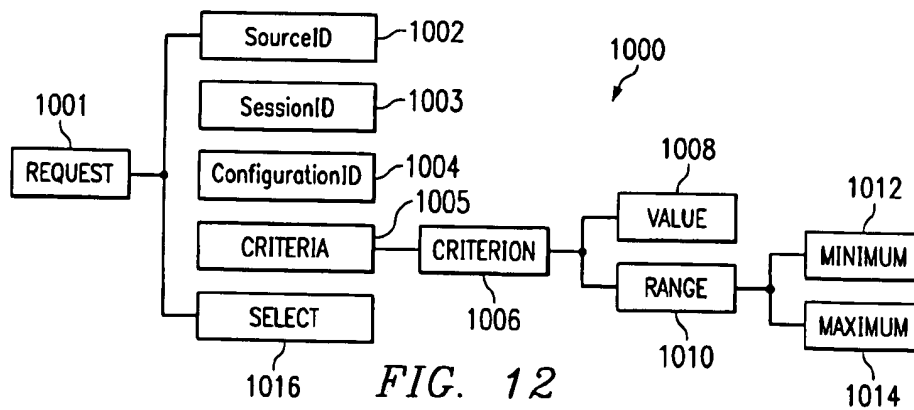 SourceID
1002
1000
1001
SessionID
1003
REQUEST
ConfigurationID
1004
1005
1008
VALUE
1012
CRITERIA
CRITERION
MINIMUM
1006
RANGE
1010
SELECT
1016
MAXIMUM
1014
FIG. 12